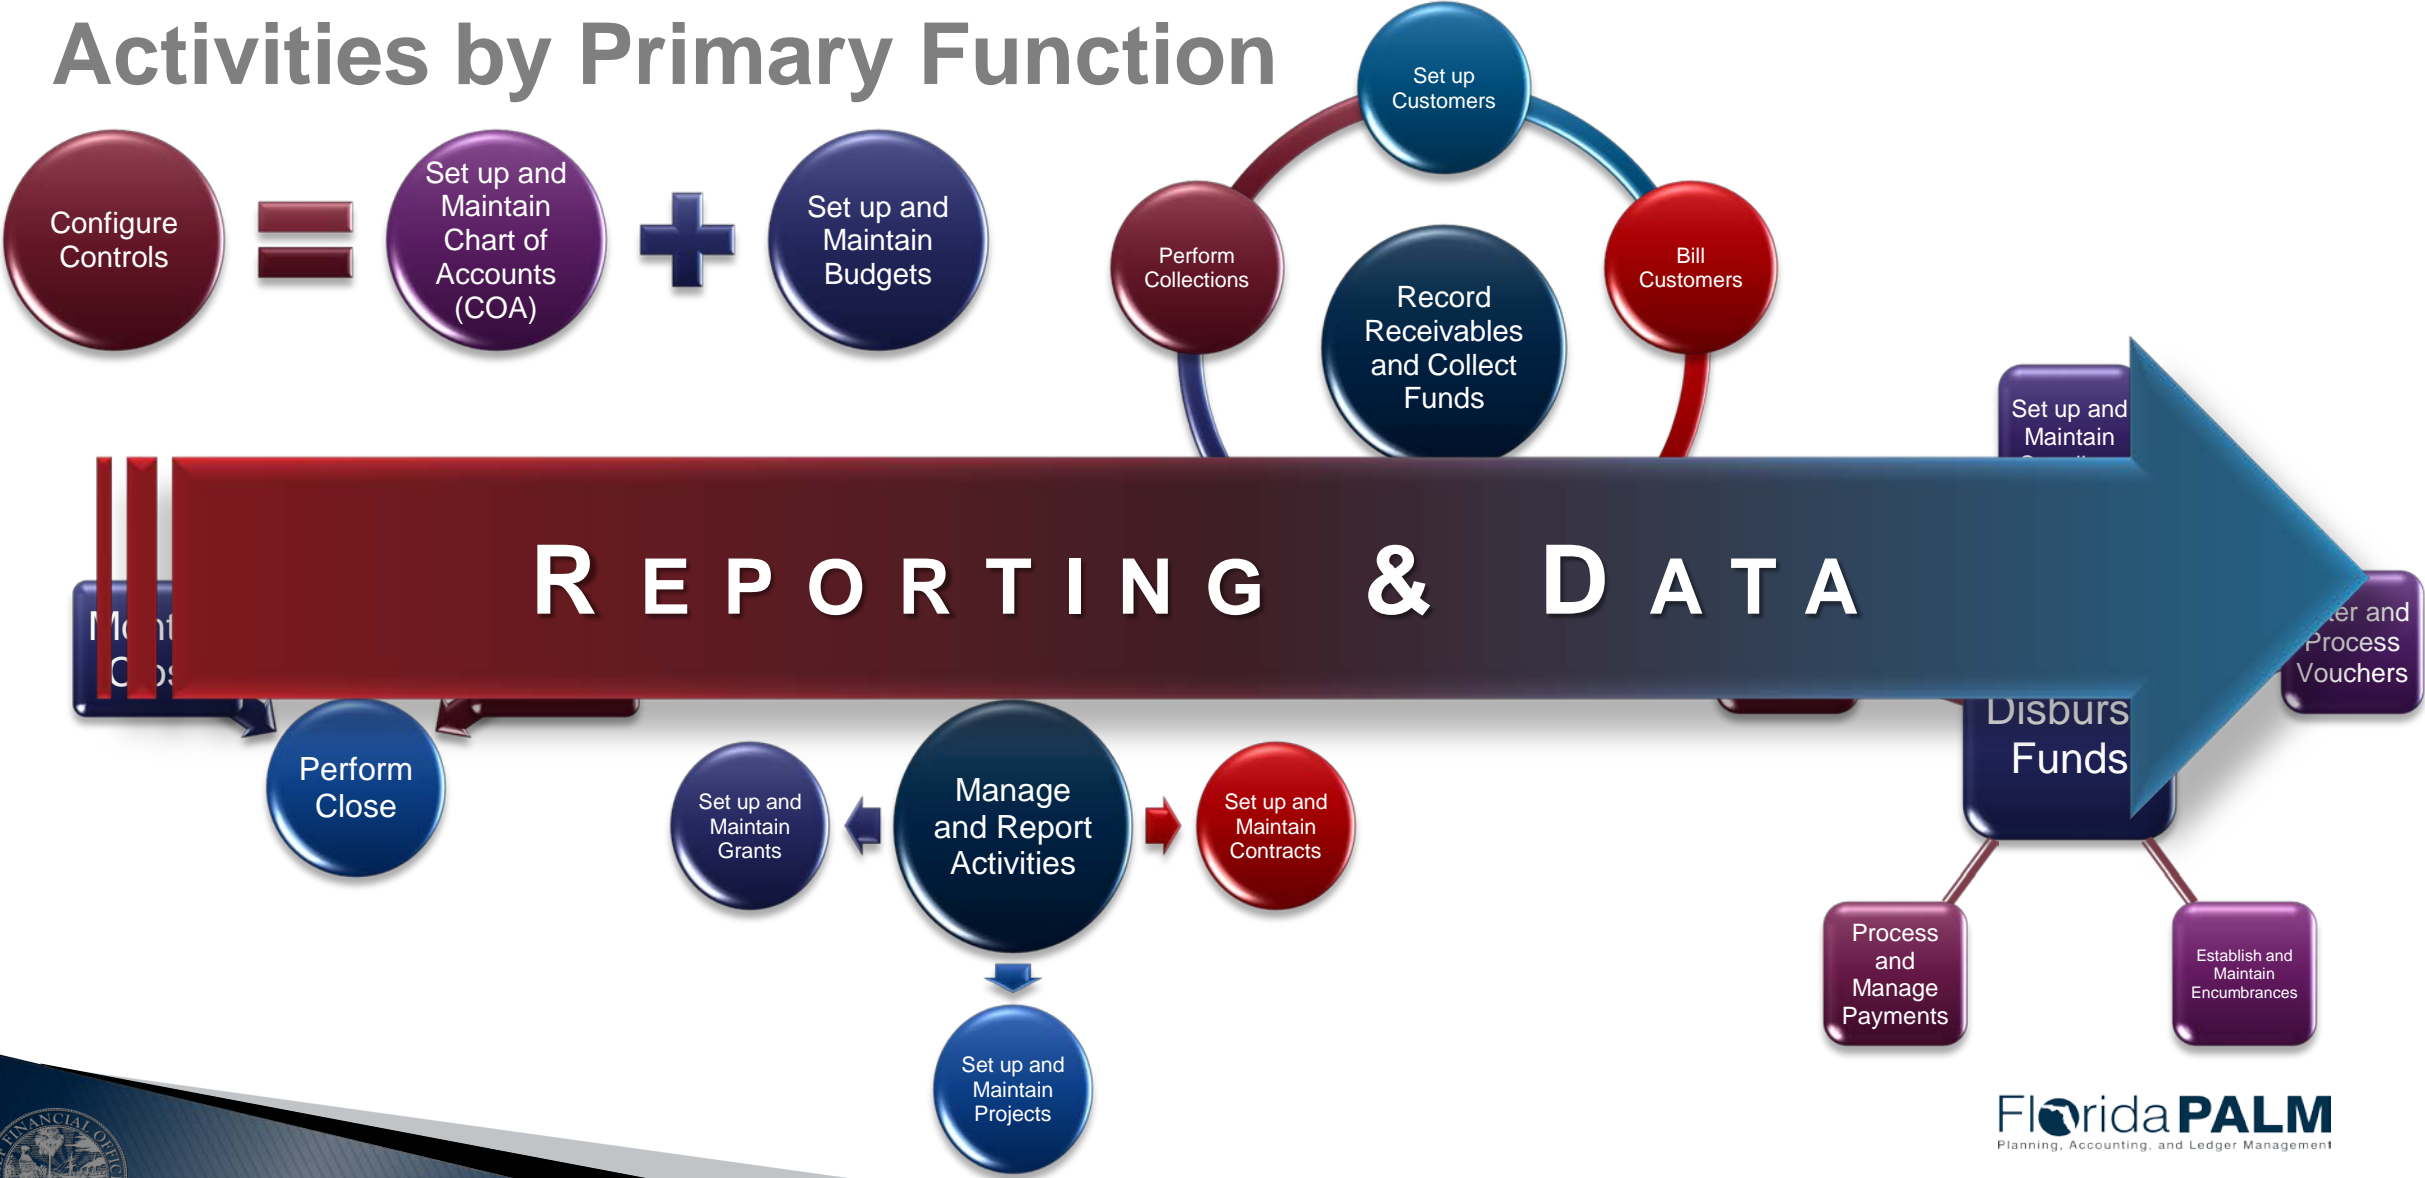 Activities by Primary Function
Configure
Controls
Set up and
Maintain
Chart of
Accounts
(COA)
Set up and
Maintain
Budgets
Set up
Customers
Perform
Collections
Bill
Customers
Record
Receivables
and Collect
Funds
Set up and
Maintain
REPORTING & DATA
and
Process
Vouchers
Funds
Perform
Close
Set up and
Maintain
Grants
Manage
and Report
Activities
Set up and
Maintain
Contracts
Set up and
Maintain
Projects
Process
and
Manage
Payments
Establish and
Maintain
Encumbrances
Florida PALM
Planning, Accounting, and Ledger Management